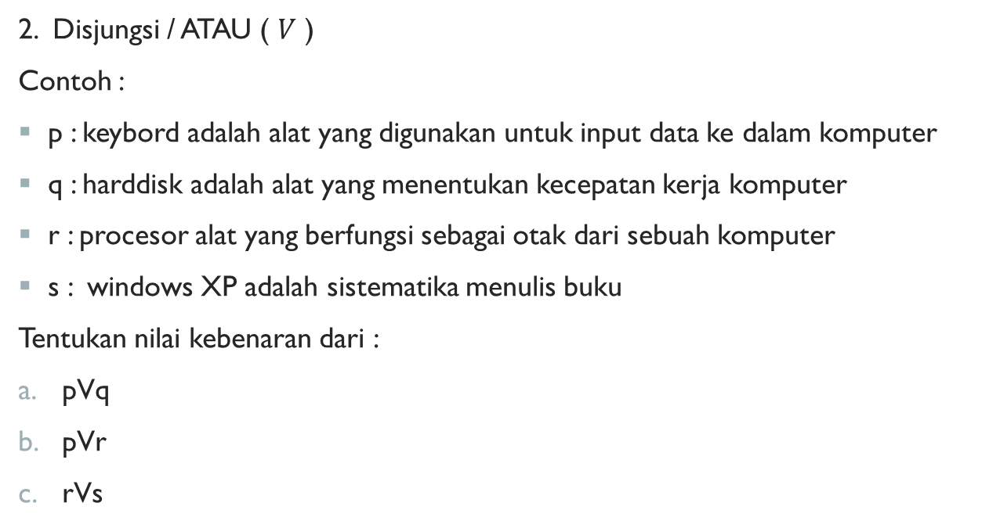 2. Disjungsi / ATAU ( V )
Contoh :
▪ p : keybord adalah alat yang digunakan untuk input data ke dalam komputer
▪ q : harddisk adalah alat yang menentukan kecepatan kerja komputer
▪ r : procesor alat yang berfungsi sebagai otak dari sebuah komputer
▪ s : windows XP adalah sistematika menulis buku
Tentukan nilai kebenaran dari :
a. pVq
b. pVr
c. rVs